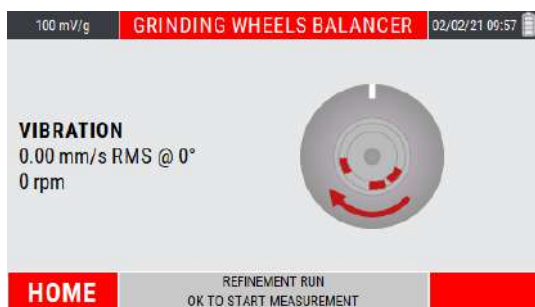 100 mV/g
GRINDING WHEELS BALANCER
02/02/21 09:57
VIBRATION
0.00 mm/s RMS @ 0°
0 rpm
HOME
REFINEMENT RUN
OK TO START MEASUREMENT